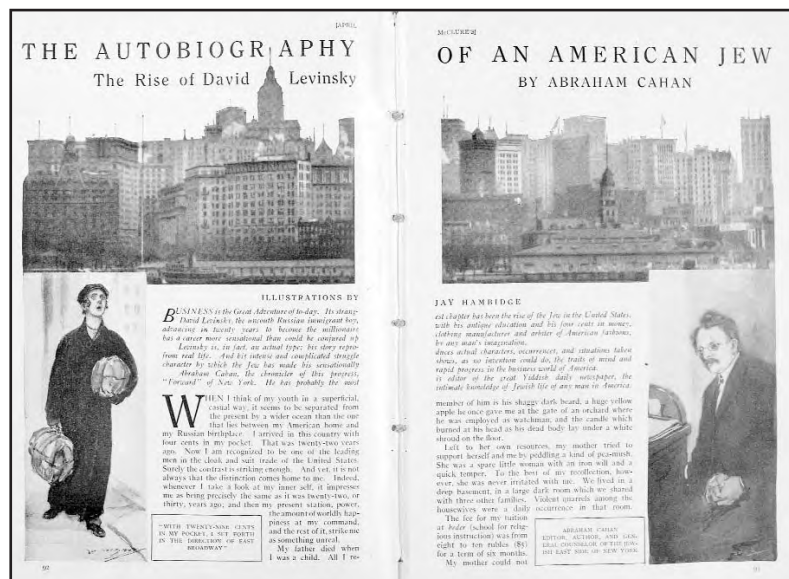 [APRIL
THE AUTOBIOGRAPHY
The Rise of David Levinsky
ILLUSTRATIONS BY
BUSINESS is the Great Adventure of to-day. Its strang-
David Levinsky, the uncouth Russian immigrant boy,
advancing in twenty years to become the millionaire
has a career more sensational than could be conjured up
Levinsky is, in fact, an actual type: his story repro-
from real life. And his intense and complicated struggle
character by which the Jew has made his sensationally
Abraham Cahan, the chronicler of this progress,
"Forward" of New York. He has probably the most
WHEN I think of my youth in a superficial,
casual way, it seems to be separated from
the present by a wider ocean than the one
that lies between my American home and
my Russian birthplace. I arrived in this country with
four cents in my pocket. That was twenty-two years
ago. Now I am recognized to be one of the leading
men in the cloak and suit trade of the United States.
Surely the contrast is striking enough. And yet, it is not
always that the distinction comes home to me. Indeed,
whenever I take a look at my inner self, it impresses
me as being precisely the same as it was twenty-two, or
thirty, years ago, and then my present station, power,
the amount of worldly hap-
piness at my command,
and the rest of it, strike me
as something unreal.
My father died when
I was a child. All I re-
"WITH TWENTY-NINE CENTS
IN MY POCKET, I SET FORTH
IN THE DIRECTION OF EAST
BROADWAY"
92
OF AN AMERICAN JEW
BY ABRAHAM CAHAN
JAY HAMBIDGE
est chapter has been the rise of the Jew in the United States.
with his antique education and his four cents in money,
clothing manufacturer and arbiter of American fashions,
by any man's imagination.
duces actual characters, occurrences, and situations taken
shows, as no invention could do, the traits of mind and
rapid progress in the business world of America.
is editor of the great Yiddish daily newspaper, the
intimate knowledge of Jewish life of any man in America.
member of him is his shaggy dark beard, a huge yellow
apple he once gave me at the gate of an orchard where
he was employed as watchman, and the candle which
burned at his head as his dead body lay under a white
shroud on the floor.
Left to her own resources, my mother tried to
support herself and me by peddling a kind of pea-mush.
She was a spare little woman with an iron will and a
quick temper. To the best of my recollection, how-
ever, she was never irritated with me. We lived in a
deep basement, in a large dark room which we shared
with three other families. Violent quarrels among the
housewives were a daily occurrence in that room.
The fee for my tuition
at heder (school for reli-
gious instruction) was from
eight to ten rubles ($5)
for a term of six months.
My mother could not
ABRAHAM CAHAN
EDITOR, AUTHOR, AND GEN-
ERAL COUNSELOR OF THE JEW-
ISH EAST SIDE OF NEW YORK
93